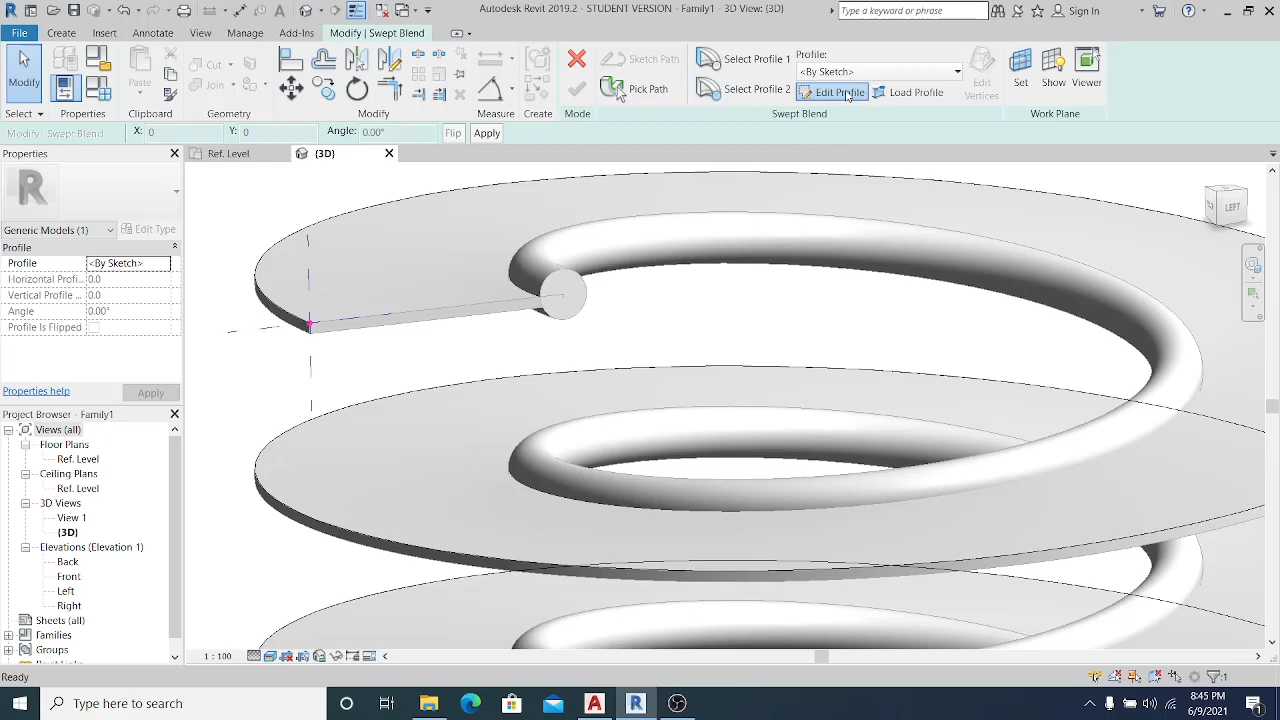 Autodesk Revit 2019.2 - STUDENT VERSION - Family1 - 3D View: {3D}
Type a keyword or phrase
Sign In
File
Create
Insert
Annotate
View
Manage
Add-Ins
Modify | Swept Blend
Modify
Paste
Cut
Join
Sketch Path
Pick Path
Select Profile 1
Select Profile 2
Profile:
<By Sketch>
Edit Profile
Load Profile
Edit
Vertices
Set
Show
Viewer
Select
Properties
Clipboard
Geometry
Modify
Measure
Create
Mode
Swept Blend
Work Plane
Modify | Swept Blend
X: 0
Y: 0
Angle: 0.00°
Flip
Apply
Properties
Ref. Level
{3D}
R
Generic Models (1)
Edit Type
Profile
Profile <By Sketch>
Horizontal Profi... 0.0
Vertical Profile ... 0.0
Angle 0.00°
Profile Is Flipped
Properties help
Apply
Project Browser - Family1
Views (all)
Floor Plans
Ref. Level
Ceiling Plans
Ref. Level
3D Views
View 1
{3D}
Elevations (Elevation 1)
Back
Front
Left
Right
Sheets (all)
Families
Groups
LEFT
1 : 100
Ready
:1
Type here to search
8:45 PM
6/9/2021